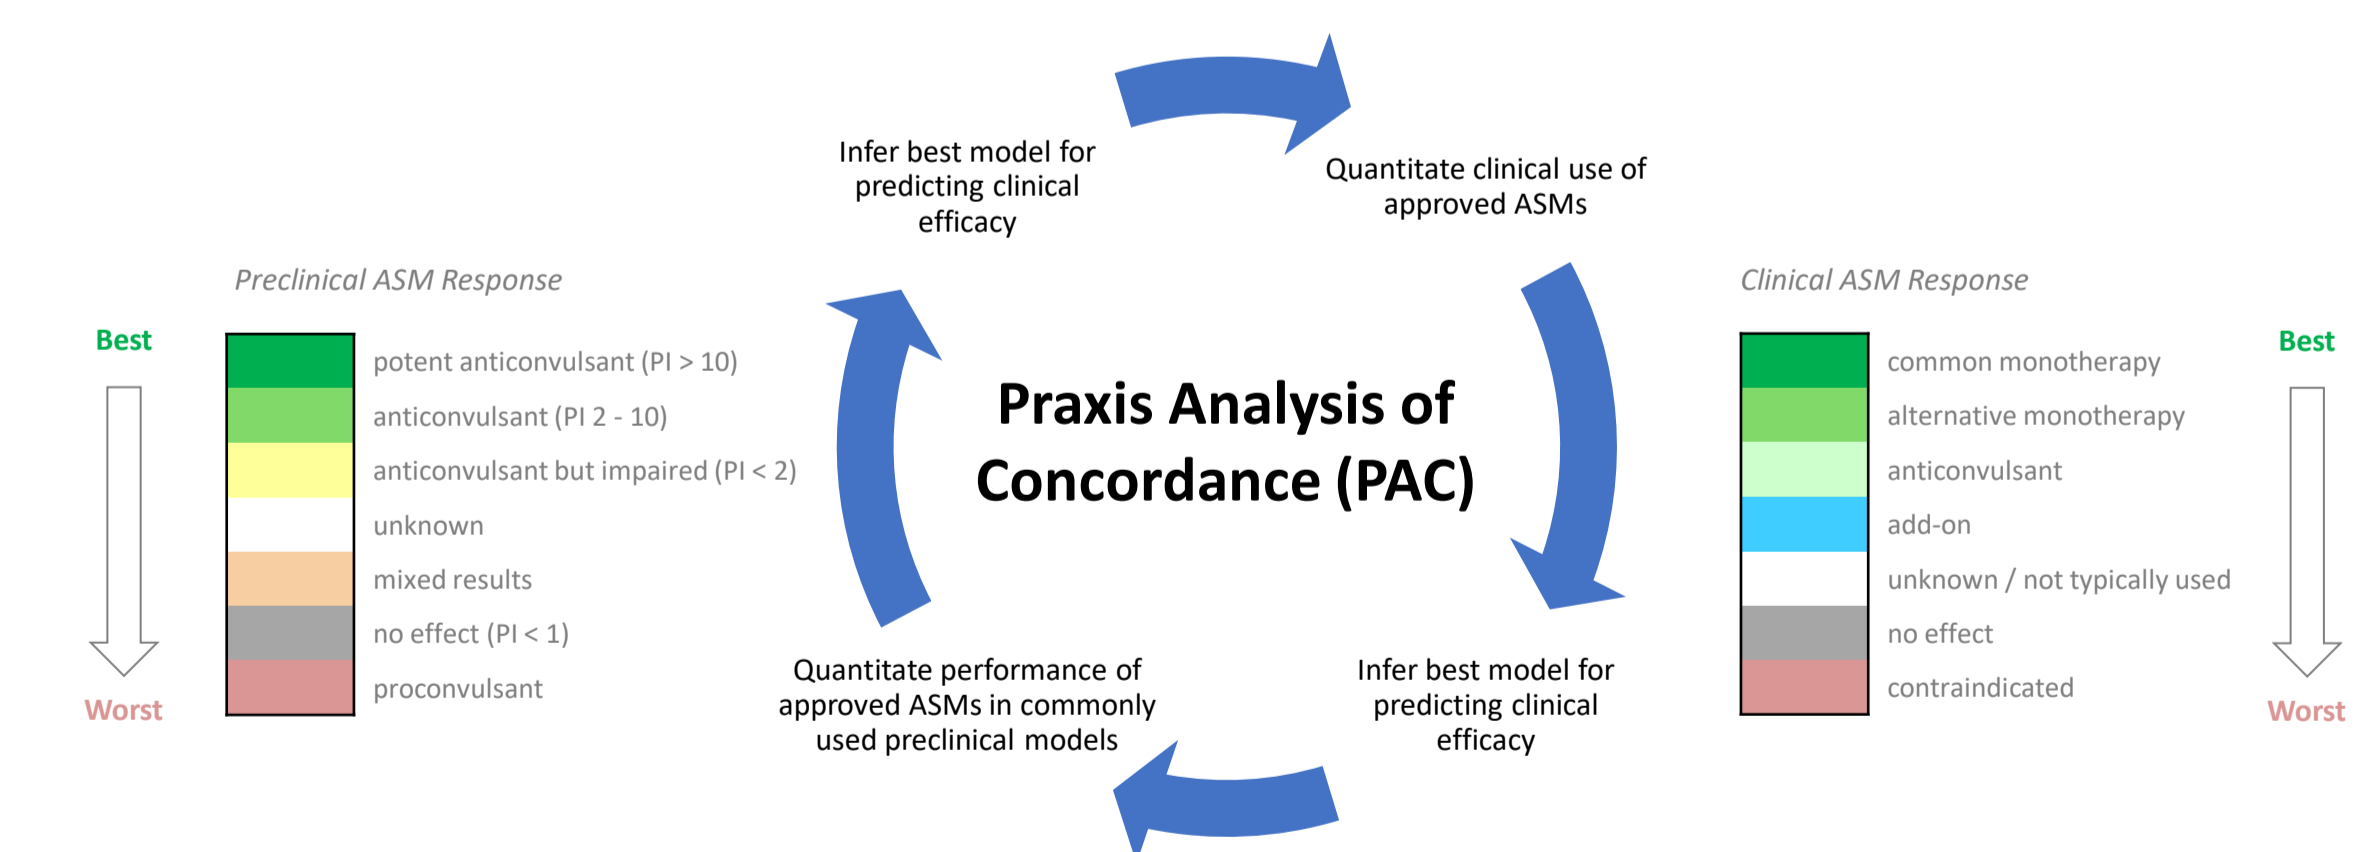 Infer best model for
predicting clinical
efficacy
Quantitate clinical use of
approved ASMs
Preclinical ASM Response
Best
potent anticonvulsant (PI > 10)
anticonvulsant (PI 2 - 10)
anticonvulsant but impaired (PI < 2)
unknown
mixed results
no effect (PI < 1)
proconvulsant
Worst
Praxis Analysis of
Concordance (PAC)
Clinical ASM Response
Best
common monotherapy
alternative monotherapy
anticonvulsant
add-on
unknown / not typically used
no effect
contraindicated
Worst
Quantitate performance of
approved ASMs in commonly
used preclinical models
Infer best model for
predicting clinical
efficacy